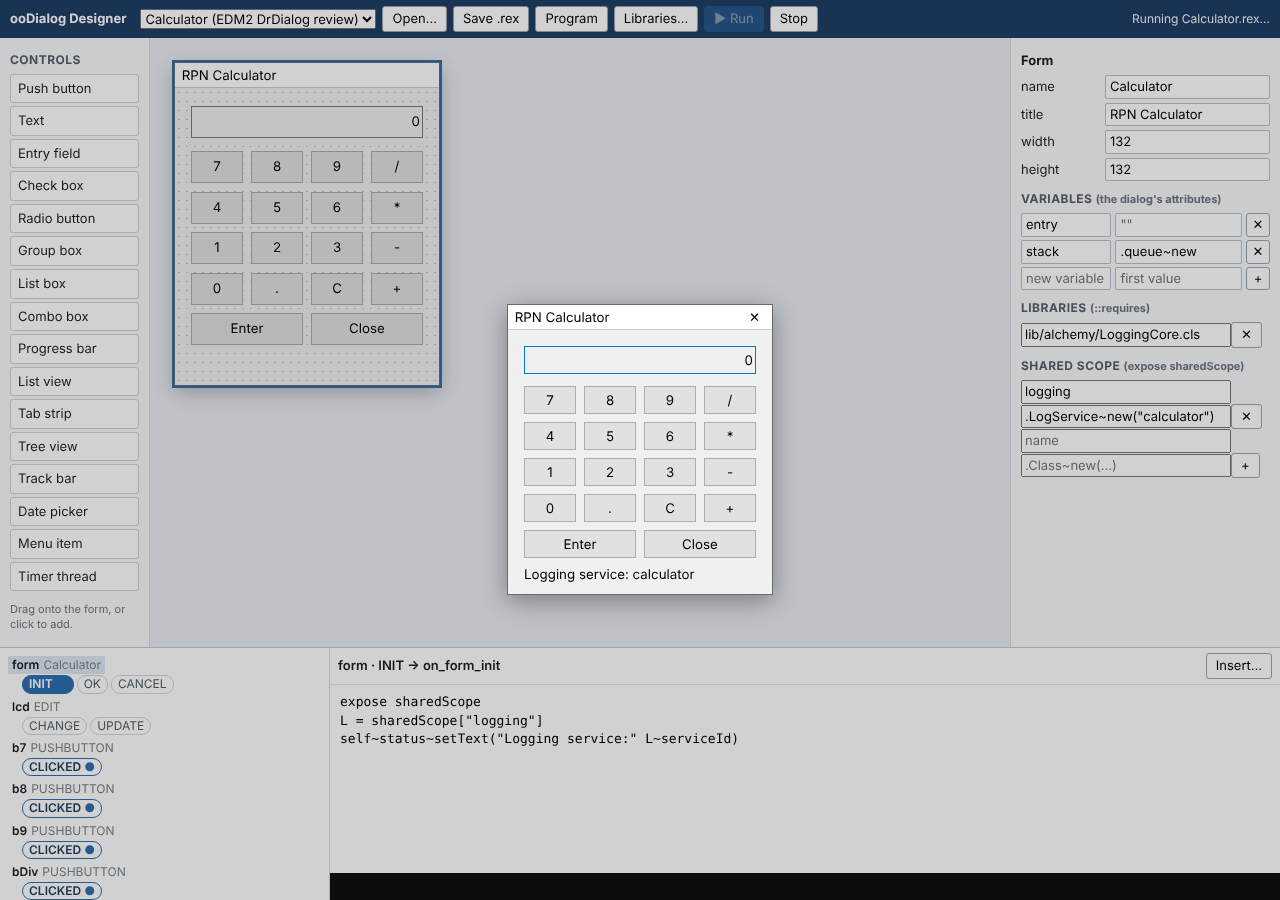 ooDialog Designer
Calculator (EDM2 DrDialog review)
Open...
Save .rex
Program
Libraries...
▶ Run
Stop
Running Calculator.rex...
CONTROLS
Push button
Text
Entry field
Check box
Radio button
Group box
List box
Combo box
Progress bar
List view
Tab strip
Tree view
Track bar
Date picker
Menu item
Timer thread
Drag onto the form, or
click to add.
RPN Calculator
0
7 8 9 /
4 5 6 *
1 2 3 -
0 . C +
Enter Close
RPN Calculator ✕
0
7 8 9 /
4 5 6 *
1 2 3 -
0 . C +
Enter Close
Logging service: calculator
Form
name Calculator
title RPN Calculator
width 132
height 132
VARIABLES (the dialog's attributes)
entry "" ✕
stack .queue~new ✕
new variable first value +
LIBRARIES (::requires)
lib/alchemy/LoggingCore.cls ✕
SHARED SCOPE (expose sharedScope)
logging
.LogService~new("calculator") ✕
name
.Class~new(...) +
form Calculator
INIT OK CANCEL
lcd EDIT
CHANGE UPDATE
b7 PUSHBUTTON
CLICKED
b8 PUSHBUTTON
CLICKED
b9 PUSHBUTTON
CLICKED
bDiv PUSHBUTTON
CLICKED
form · INIT → on_form_init
Insert...
expose sharedScope
L = sharedScope["logging"]
self~status~setText("Logging service:" L~serviceId)